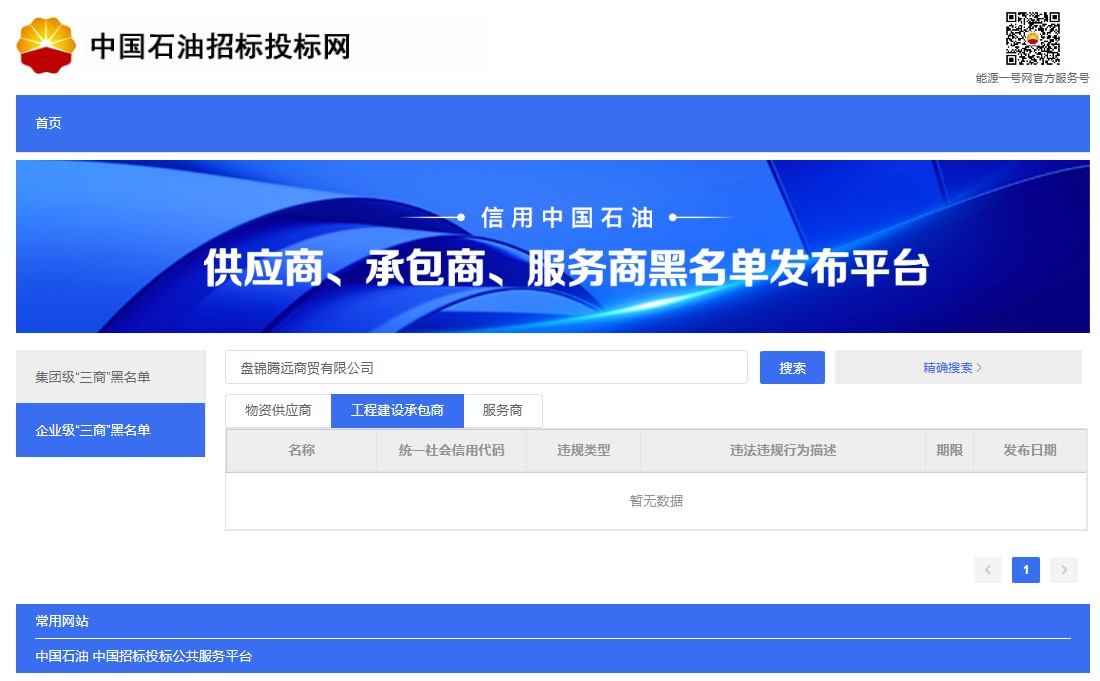 中国石油招标投标网
能源一号网官方服务号
首页
信用中国石油
供应商、承包商、服务商黑名单发布平台
集团级“三商”黑名单
企业级“三商”黑名单
盘锦腾远商贸有限公司
搜索
精确搜索
物资供应商 工程建设承包商 服务商
名称 统一社会信用代码 违规类型 违法违规行为描述 期限 发布日期
暂无数据
1
常用网站
中国石油 中国招标投标公共服务平台